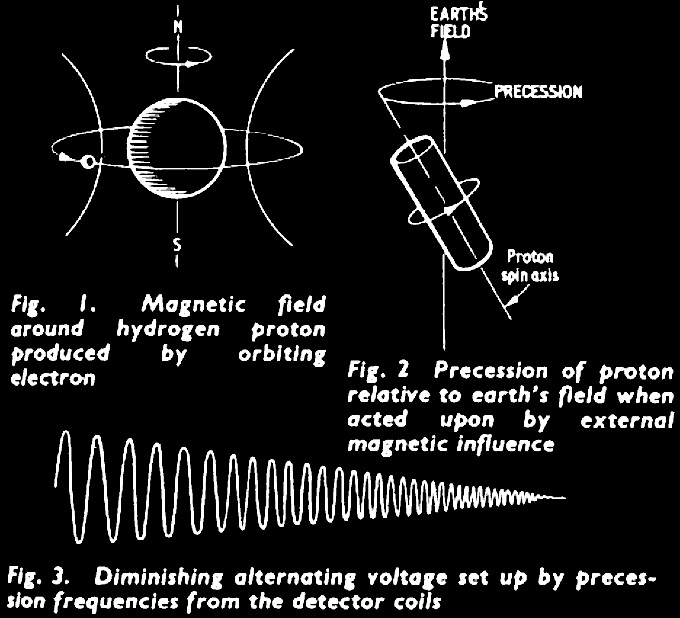 N
S
Fig. 1. Magnetic field
around hydrogen proton
produced by orbiting
electron
EARTH'S
FIELD
PRECESSION
Proton
spin axis
Fig. 2 Precession of proton
relative to earth's field when
acted upon by external
magnetic influence
Fig. 3. Diminishing alternating voltage set up by preces-
sion frequencies from the detector coils